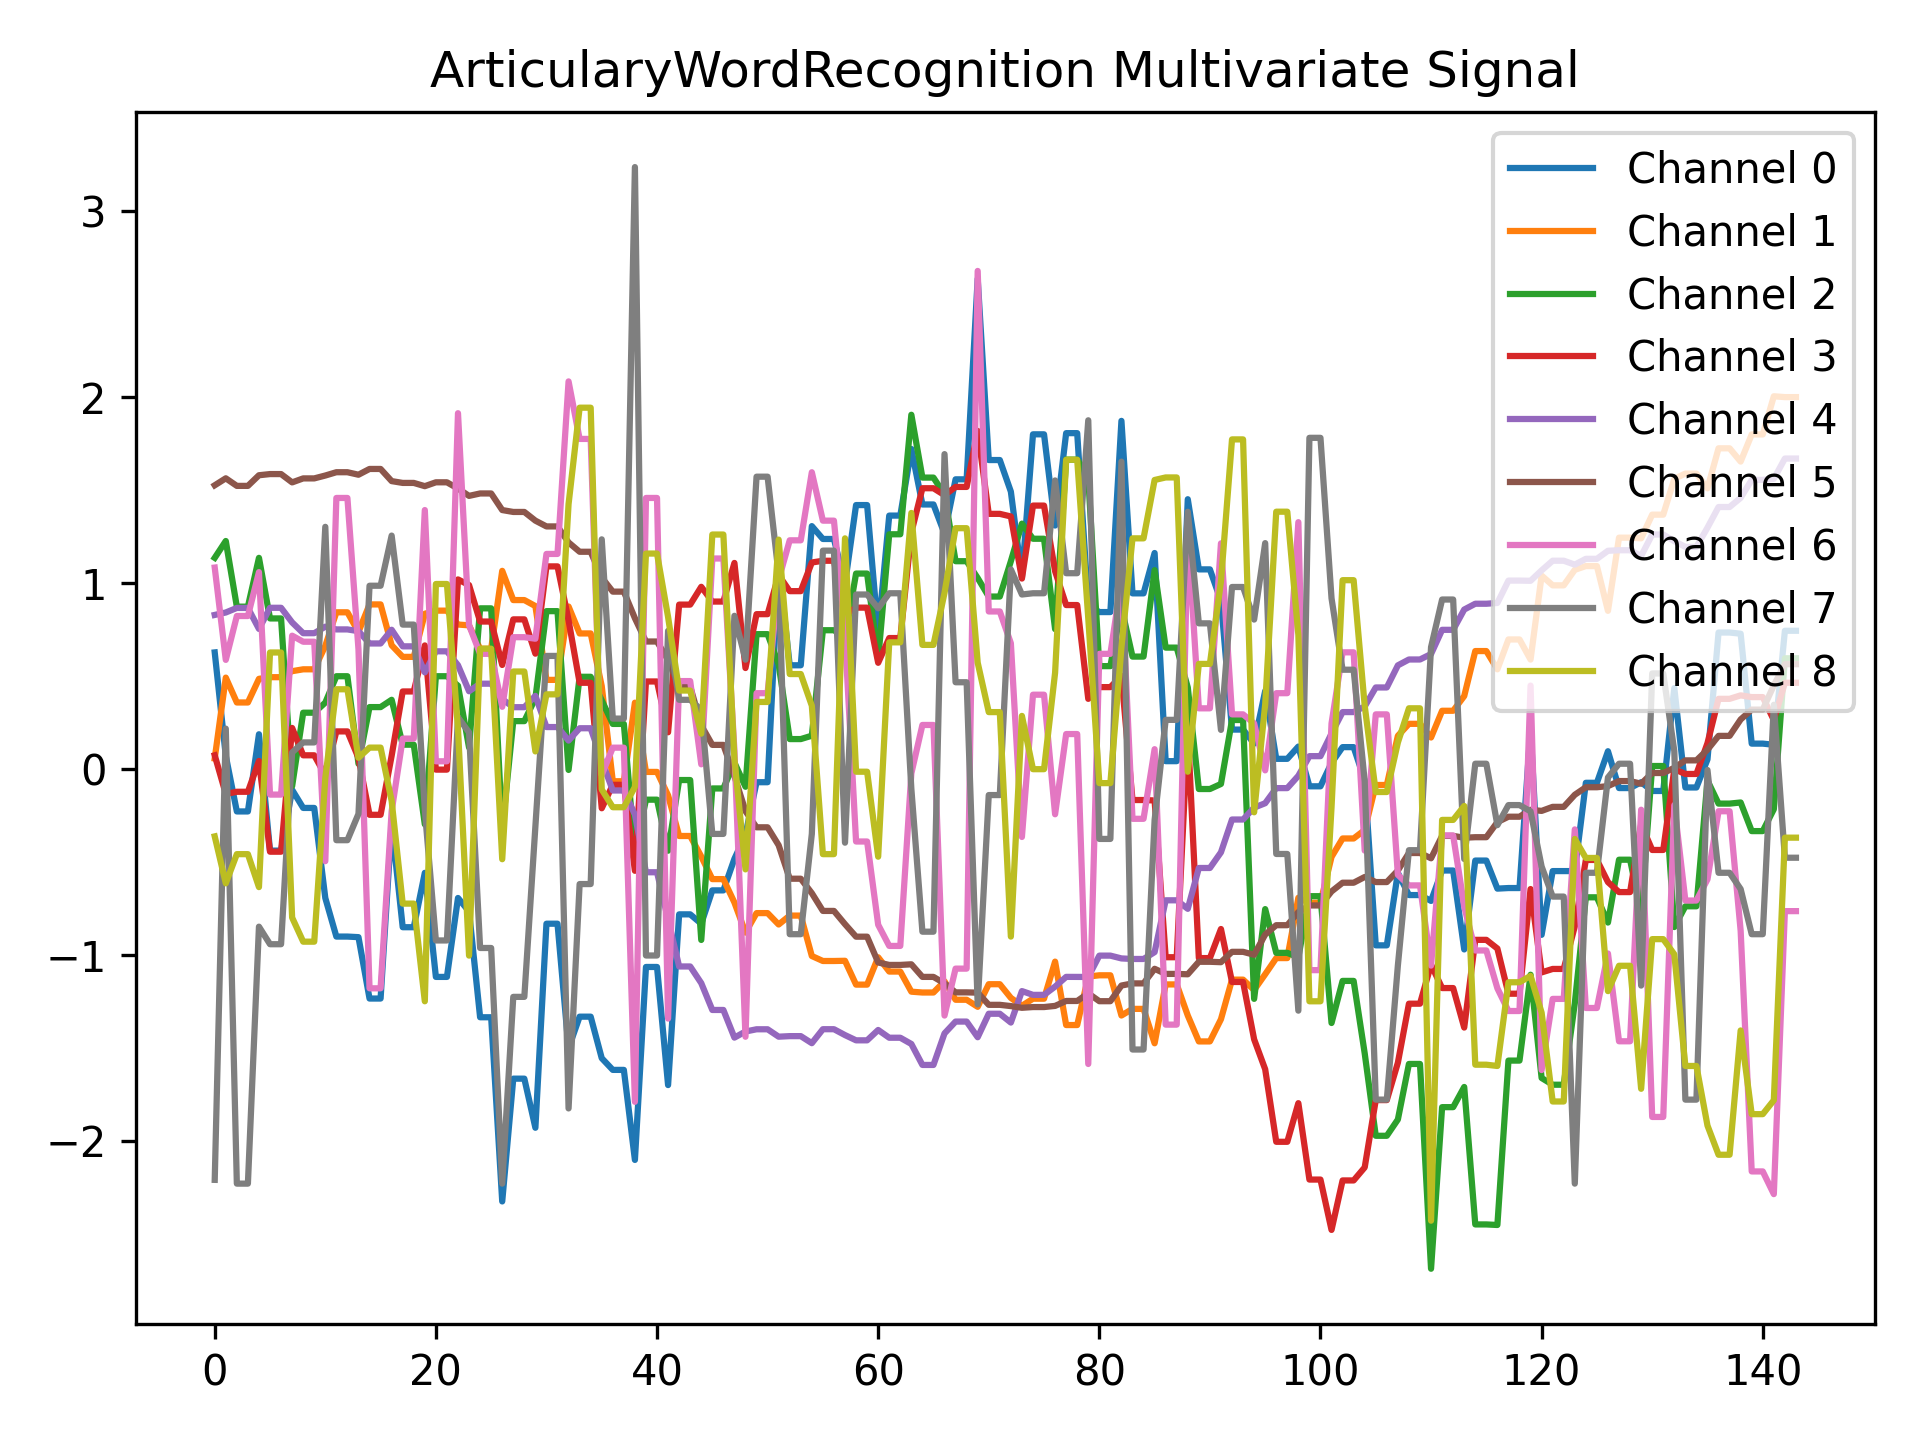 ArticularyWordRecognition Multivariate Signal
3
2
1
0
−1
−2
0 20 40 60 80 100 120 140
Channel 0
Channel 1
Channel 2
Channel 3
Channel 4
Channel 5
Channel 6
Channel 7
Channel 8